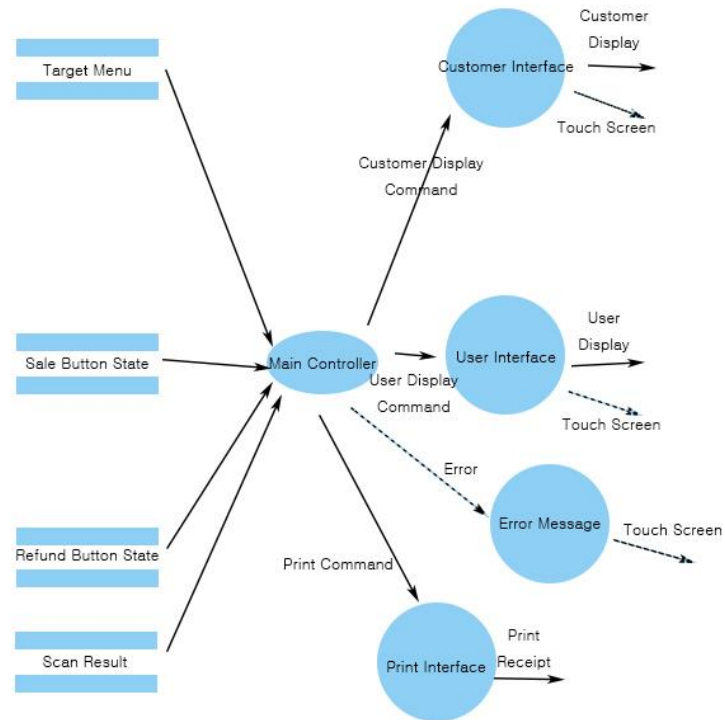 Customer
Display
Target Menu
Customer Interface
Touch Screen
Customer Display
Command
User
Display
Sale Button State
Main Controller
User Interface
User Display
Command
Touch Screen
Error
Error Message
Touch Screen
Refund Button State
Print Command
Print
Receipt
Scan Result
Print Interface